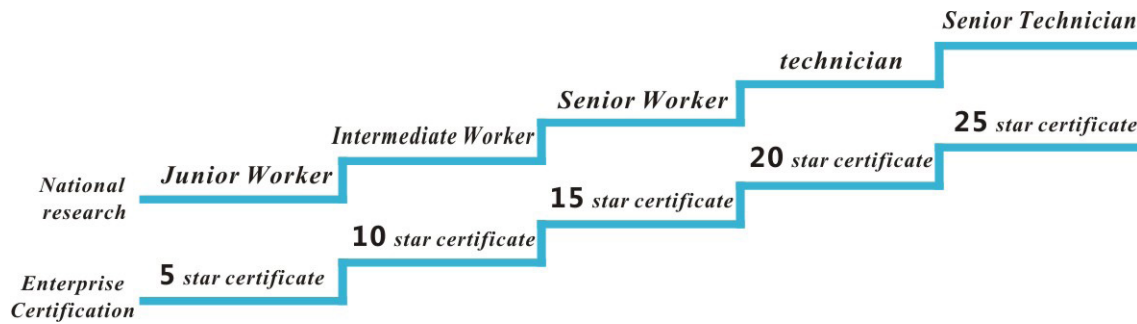 Senior Technician
technician
Senior Worker
Intermediate Worker
Junior Worker
National
research
25 star certificate
20 star certificate
15 star certificate
10 star certificate
5 star certificate
Enterprise
Certification